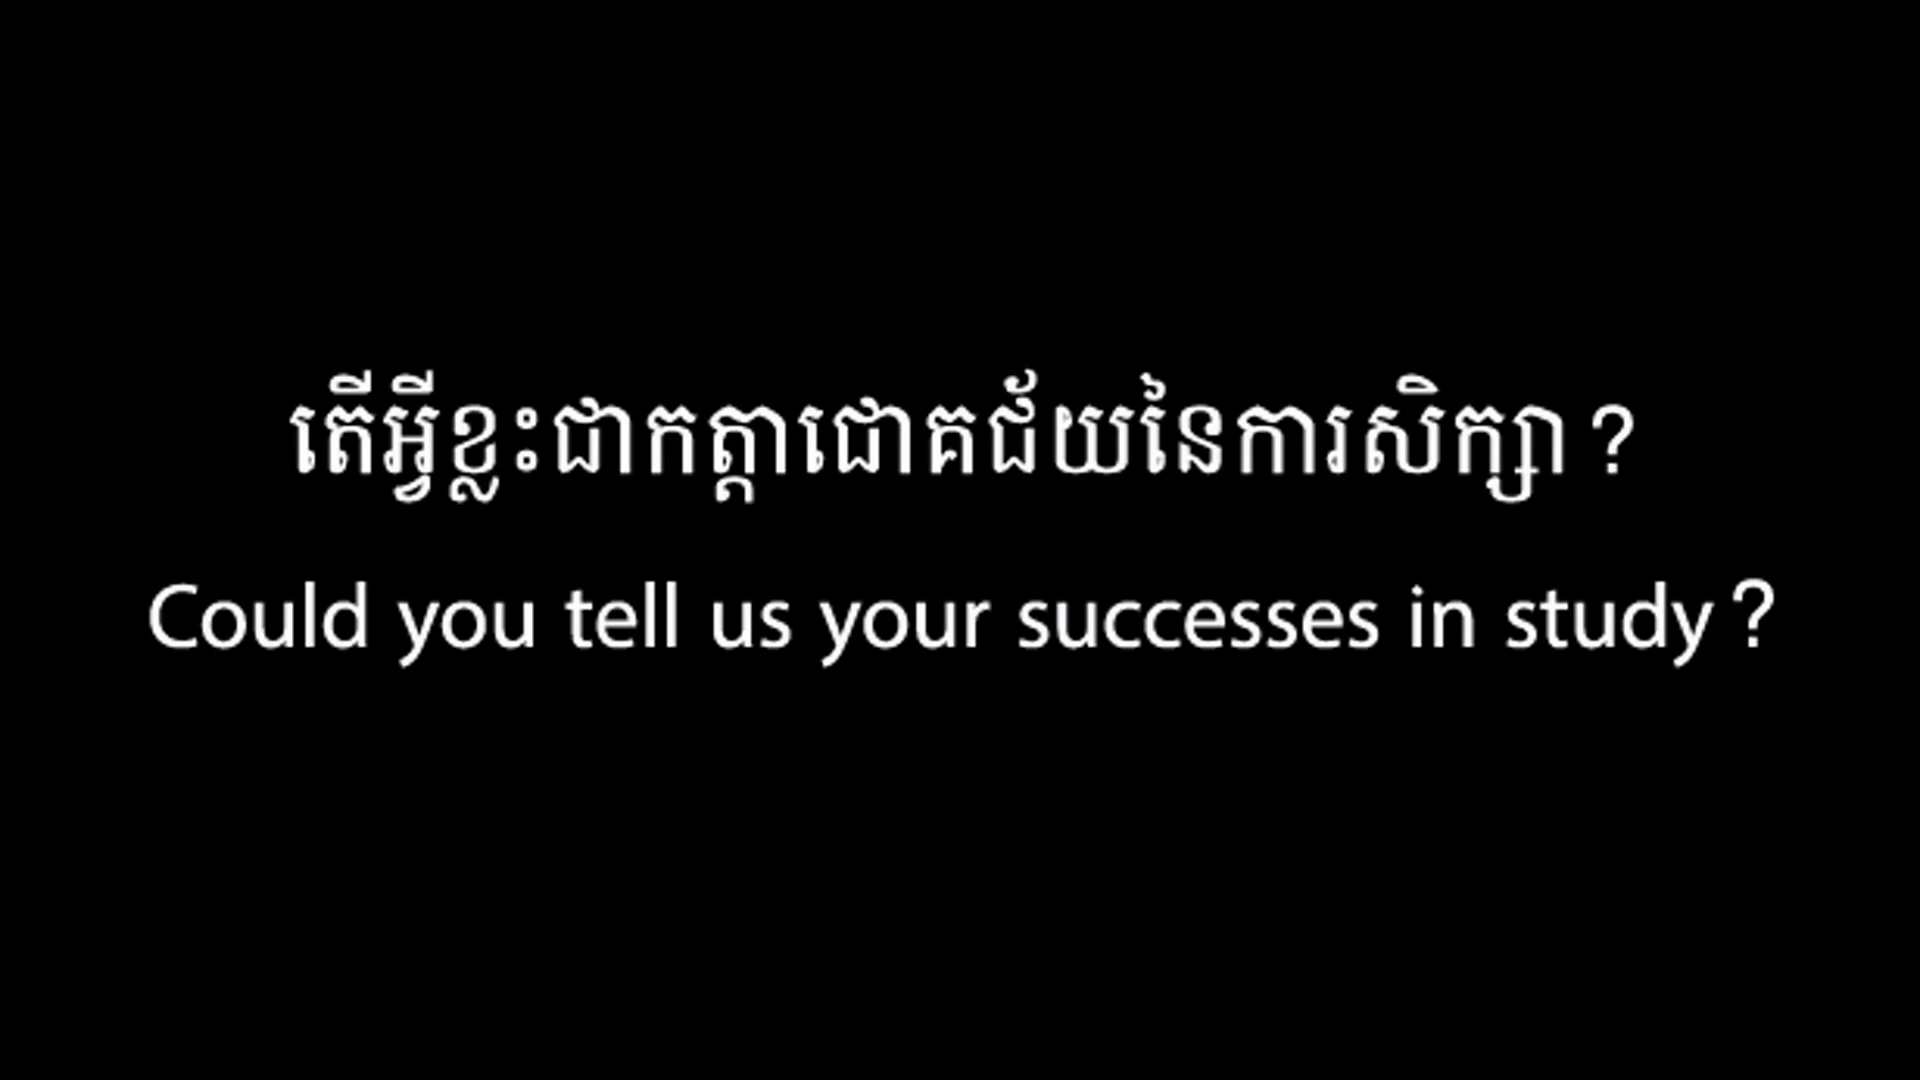 តើអ្វីខ្លះជាកត្តាជោគជ័យនៃការសិក្សា?
Could you tell us your successes in study?